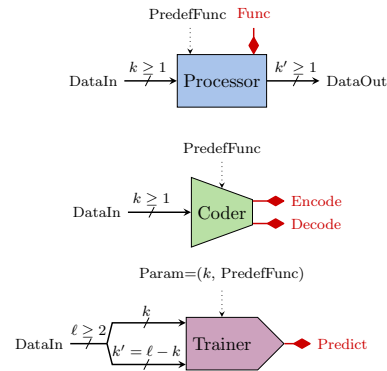 PredefFunc Func
k ≥ 1 k′ ≥ 1
DataIn Processor DataOut
PredefFunc
k ≥ 1 Encode
DataIn Coder
Decode
Param=(k, PredefFunc)
k
ℓ ≥ 2
DataIn Trainer Predict
k′ = ℓ − k